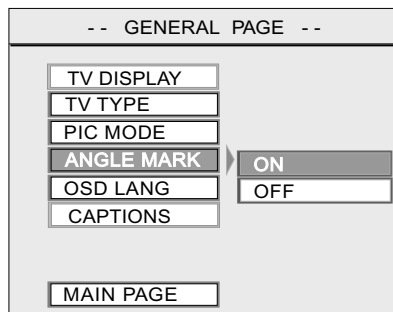 -- GENERAL PAGE --
TV DISPLAY
TV TYPE
PIC MODE
ANGLE MARK
ON
OSD LANG
OFF
CAPTIONS
MAIN PAGE